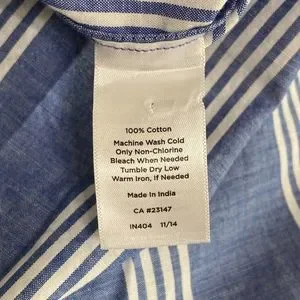 100% Cotton
Machine Wash Cold
Only Non-Chlorine
Bleach When Needed
Tumble Dry Low
Warm Iron, If Needed
Made In India
CA #23147
IN404 11/14